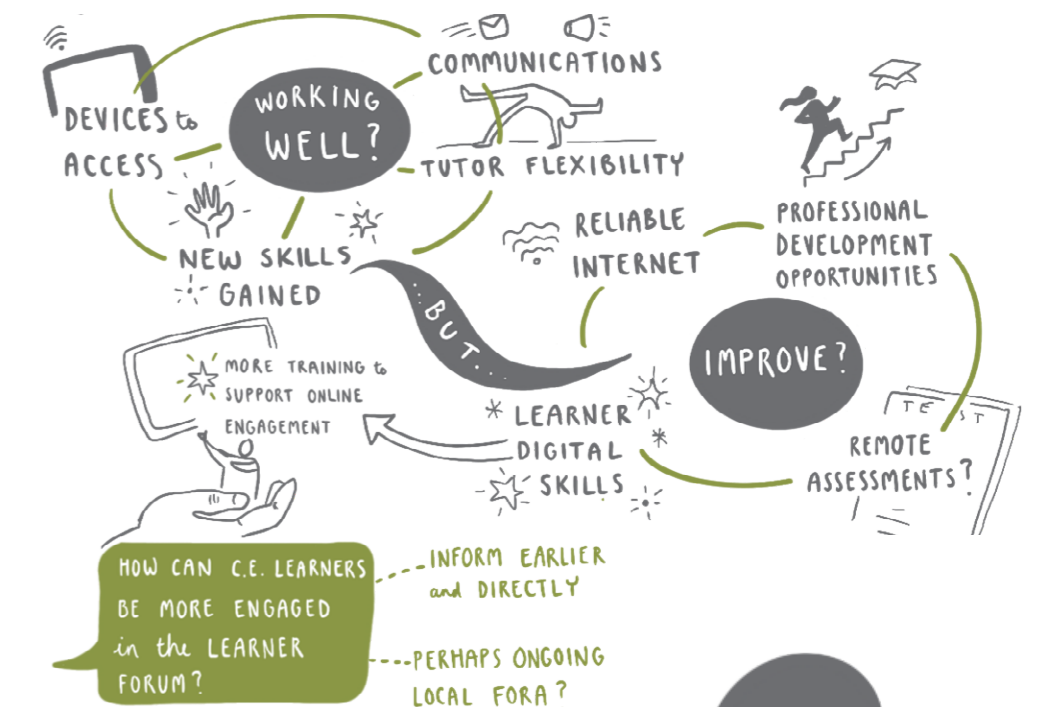 WORKING
WELL?
COMMUNICATIONS
DEVICES to
ACCESS
TUTOR FLEXIBILITY
NEW SKILLS
GAINED
...BUT...
RELIABLE
INTERNET
PROFESSIONAL
DEVELOPMENT
OPPORTUNITIES
IMPROVE?
TEST
REMOTE
ASSESSMENTS?
* LEARNER
DIGITAL *
SKILLS
MORE TRAINING to
SUPPORT ONLINE
ENGAGEMENT
HOW CAN C.E. LEARNERS
BE MORE ENGAGED
in the LEARNER
FORUM?
INFORM EARLIER
and DIRECTLY
PERHAPS ONGOING
LOCAL FORA?